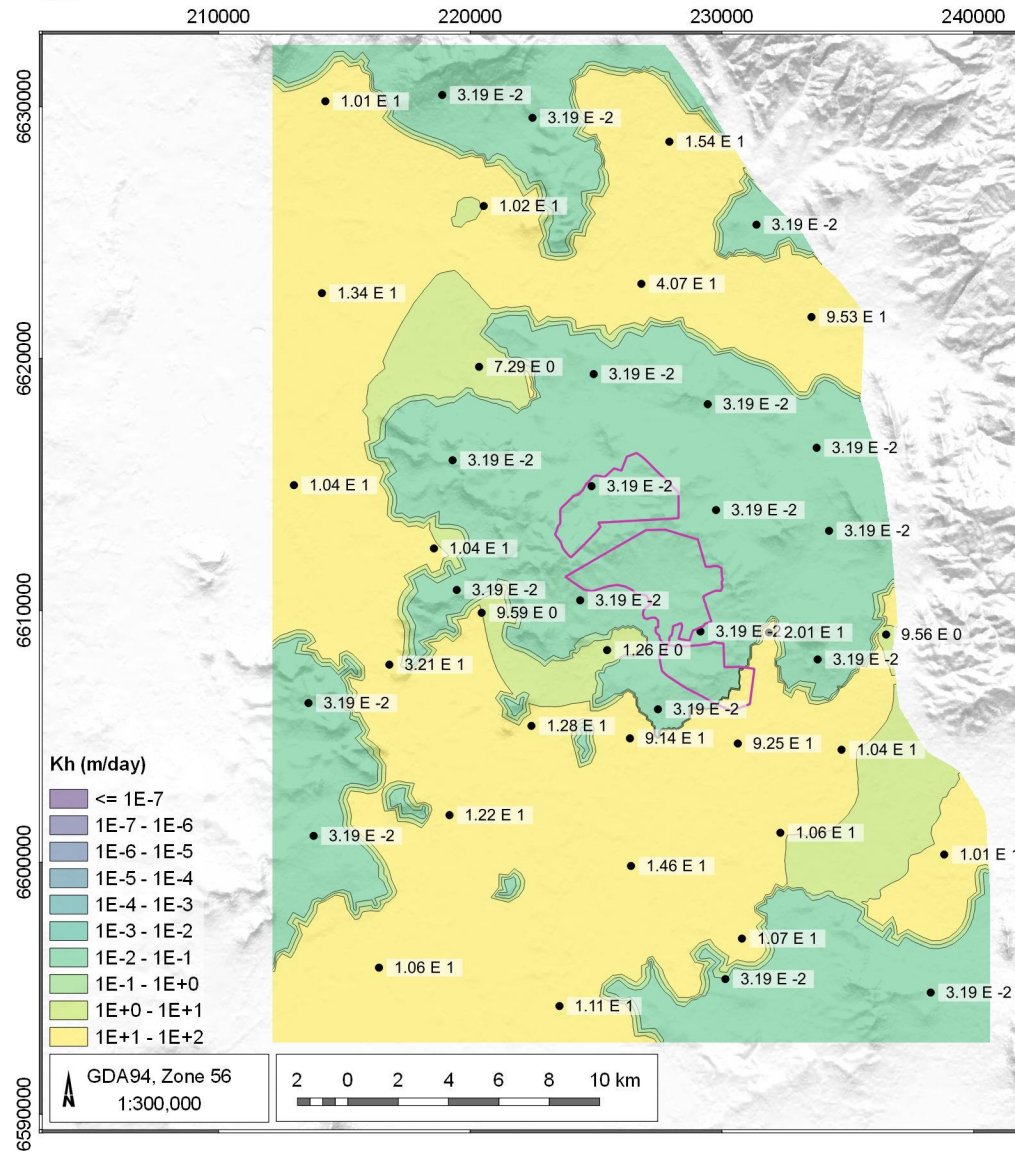 210000
220000
230000
240000
6630000
6620000
6610000
6600000
6590000
1.01 E 1
3.19 E -2
3.19 E -2
1.54 E 1
1.02 E 1
3.19 E -2
1.34 E 1
4.07 E 1
9.53 E 1
7.29 E 0
3.19 E -2
3.19 E -2
3.19 E -2
3.19 E -2
1.04 E 1
3.19 E -2
3.19 E -2
3.19 E -2
1.04 E 1
3.19 E -2
3.19 E -2
9.59 E 0
3.19 E -2
2.01 E 1
9.56 E 0
1.26 E 0
3.19 E -2
3.21 E 1
3.19 E -2
3.19 E -2
1.28 E 1
9.14 E 1
9.25 E 1
1.04 E 1
1.22 E 1
3.19 E -2
1.06 E 1
1.01 E 1
1.46 E 1
1.07 E 1
1.06 E 1
3.19 E -2
3.19 E -2
1.11 E 1
Kh (m/day)
<= 1E-7
1E-7 - 1E-6
1E-6 - 1E-5
1E-5 - 1E-4
1E-4 - 1E-3
1E-3 - 1E-2
1E-2 - 1E-1
1E-1 - 1E+0
1E+0 - 1E+1
1E+1 - 1E+2
N
GDA94, Zone 56
1:300,000
2 0 2 4 6 8 10 km